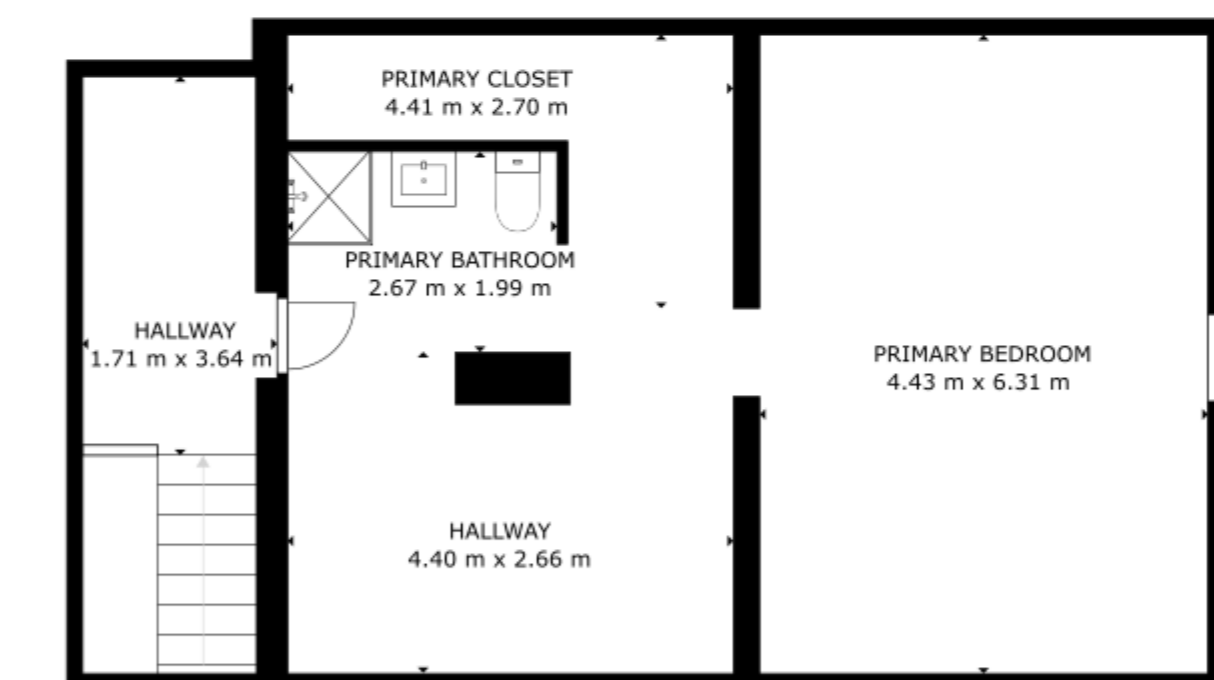 PRIMARY CLOSET
4.41 m x 2.70 m
PRIMARY BATHROOM
2.67 m x 1.99 m
HALLWAY
1.71 m x 3.64 m
PRIMARY BEDROOM
4.43 m x 6.31 m
HALLWAY
4.40 m x 2.66 m